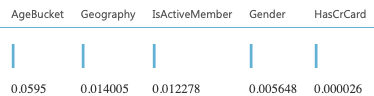 AgeBucket Geography IsActiveMember Gender HasCrCard
0.0595 0.014005 0.012278 0.005648 0.000026